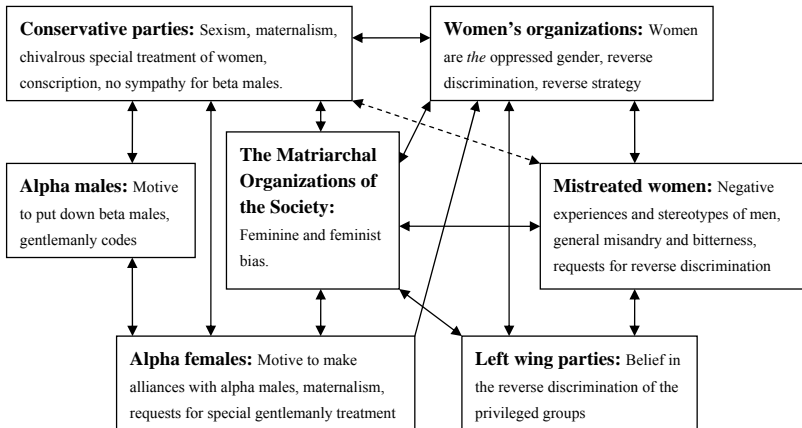 Conservative parties: Sexism, maternalism,
chivalrous special treatment of women,
conscription, no sympathy for beta males.
Women's organizations: Women
are the oppressed gender, reverse
discrimination, reverse strategy
Alpha males: Motive
to put down beta males,
gentlemanly codes
The Matriarchal
Organizations of
the Society:
Feminine and feminist
bias.
Mistreated women: Negative
experiences and stereotypes of men,
general misandry and bitterness,
requests for reverse discrimination
Alpha females: Motive to make
alliances with alpha males, maternalism,
requests for special gentlemanly treatment
Left wing parties: Belief in
the reverse discrimination of the
privileged groups